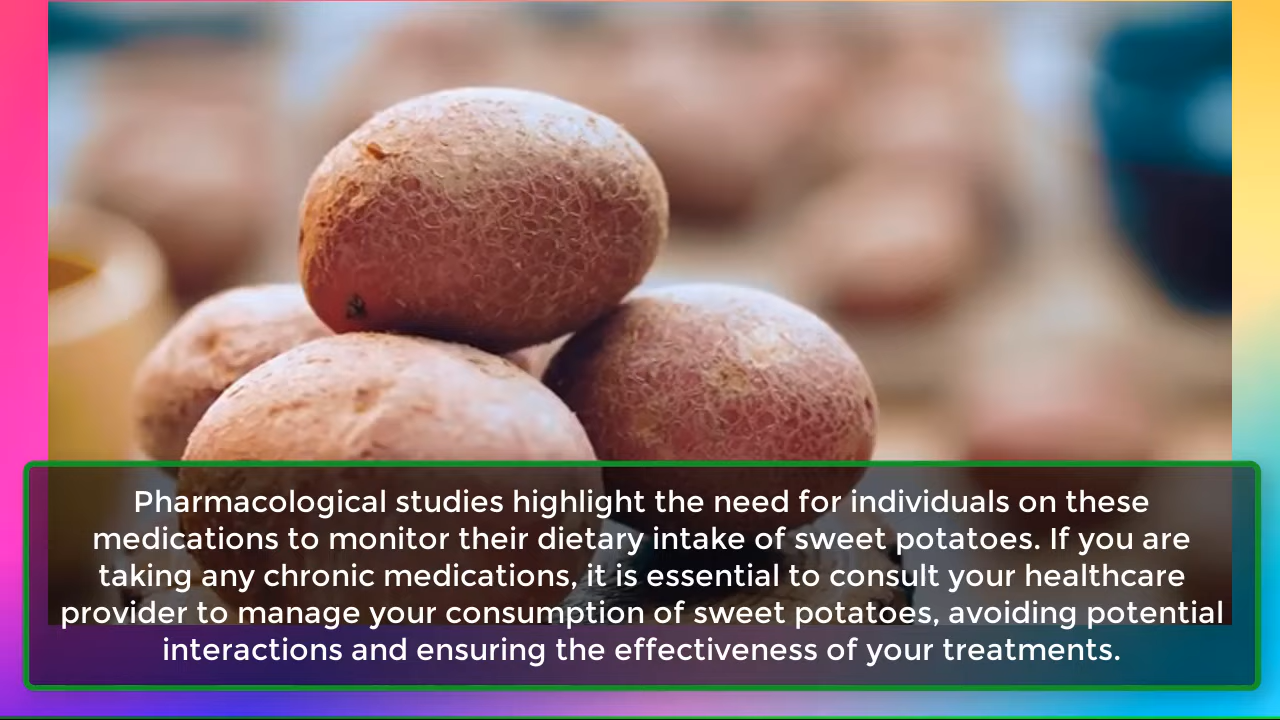 Pharmacological studies highlight the need for individuals on these
medications to monitor their dietary intake of sweet potatoes. If you are
taking any chronic medications, it is essential to consult your healthcare
provider to manage your consumption of sweet potatoes, avoiding potential
interactions and ensuring the effectiveness of your treatments.